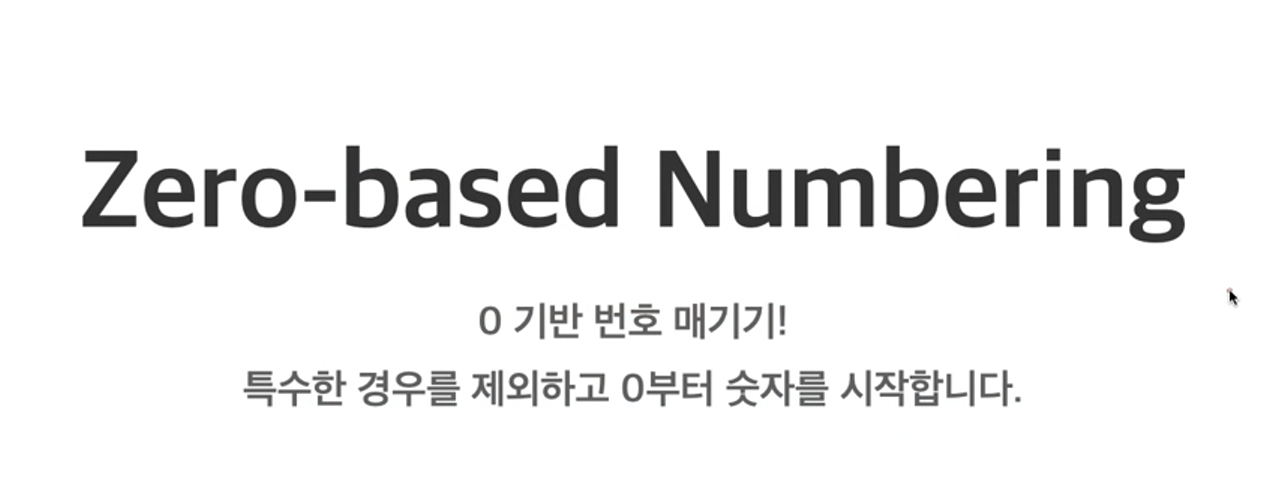 Zero-based Numbering
0 기반 번호 매기기!
특수한 경우를 제외하고 0부터 숫자를 시작합니다.